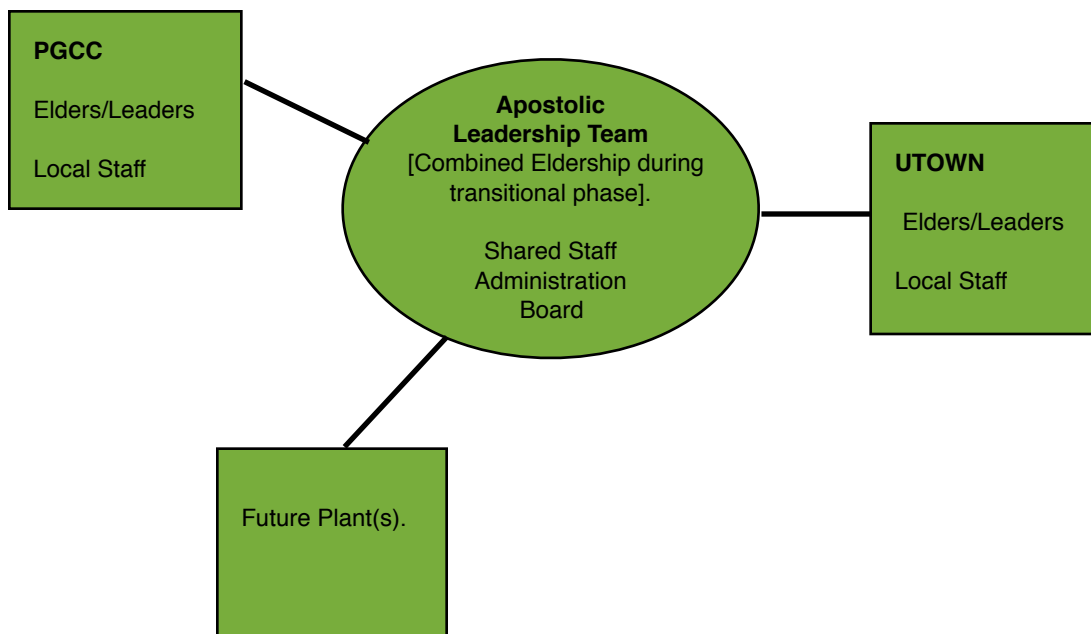 PGCC
Elders/Leaders
Local Staff
Apostolic
Leadership Team
[Combined Eldership during
transitional phase].
Shared Staff
Administration
Board
UTOWN
Elders/Leaders
Local Staff
Future Plant(s).